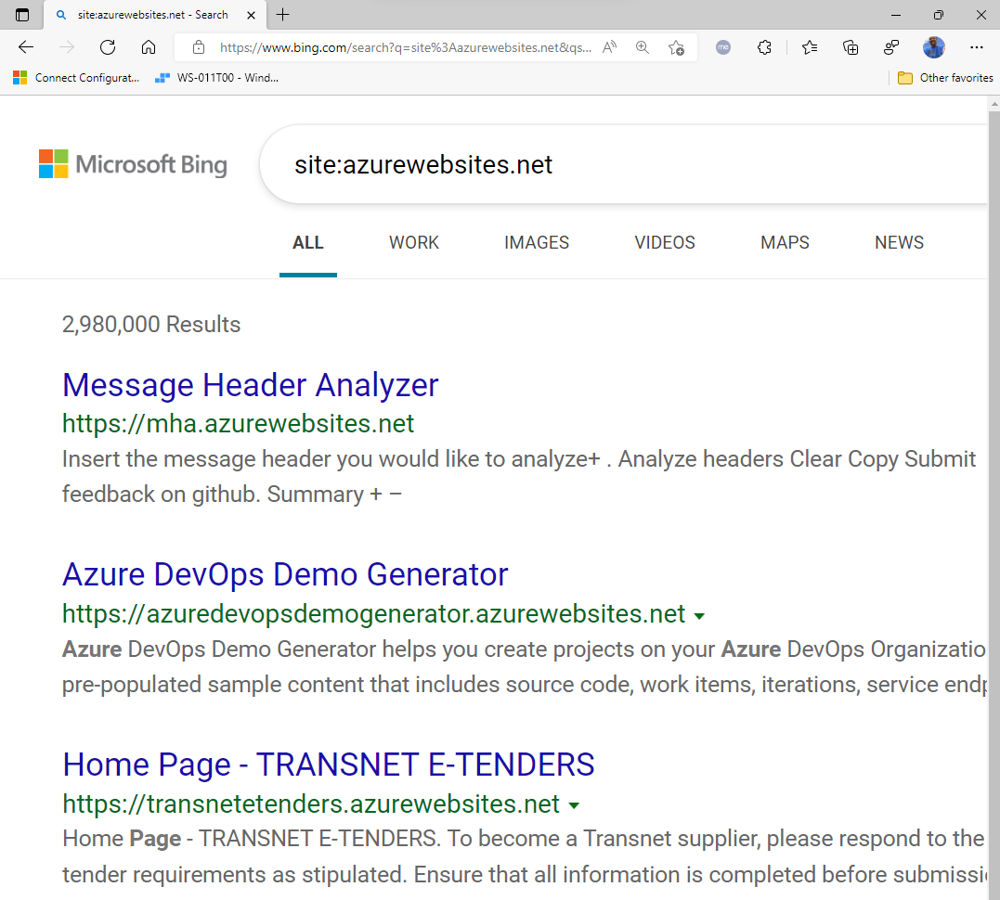 site:azurewebsites.net - Search
https://www.bing.com/search?q=site%3Aazurewebsites.net&qs...
me
Connect Configurat...
WS-011T00 - Wind...
Other favorites
Microsoft Bing
site:azurewebsites.net
ALL WORK IMAGES VIDEOS MAPS NEWS
2,980,000 Results
Message Header Analyzer
https://mha.azurewebsites.net
Insert the message header you would like to analyze+ . Analyze headers Clear Copy Submit
feedback on github. Summary + –
Azure DevOps Demo Generator
https://azuredevopsdemogenerator.azurewebsites.net
Azure DevOps Demo Generator helps you create projects on your Azure DevOps Organizatio
pre-populated sample content that includes source code, work items, iterations, service endp
Home Page - TRANSNET E-TENDERS
https://transnetetenders.azurewebsites.net
Home Page - TRANSNET E-TENDERS. To become a Transnet supplier, please respond to the
tender requirements as stipulated. Ensure that all information is completed before submissi